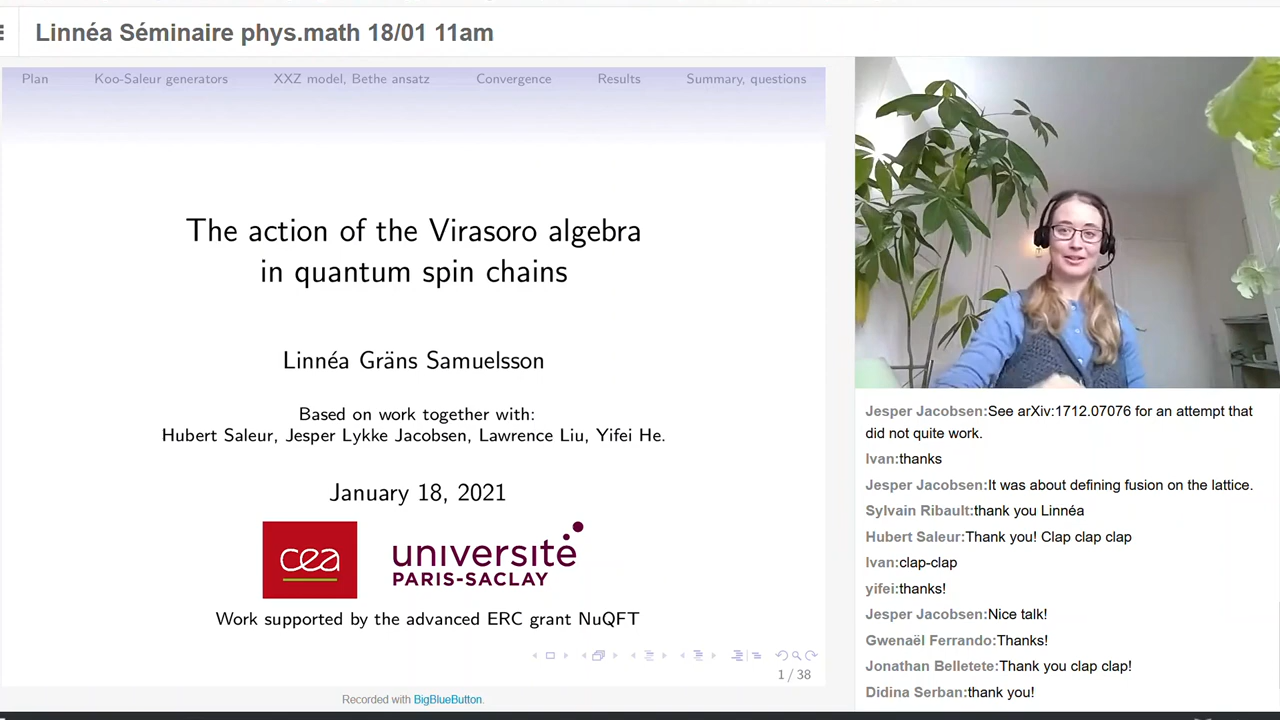 Linnéa Séminaire phys.math 18/01 11am
Plan Koo-Saleur generators XXZ model, Bethe ansatz Convergence Results Summary, questions
The action of the Virasoro algebra
in quantum spin chains
Linnéa Gräns Samuelsson
Based on work together with:
Hubert Saleur, Jesper Lykke Jacobsen, Lawrence Liu, Yifei He.
January 18, 2021
cea
université
PARIS-SACLAY
Work supported by the advanced ERC grant NuQFT
1 / 38
Recorded with BigBlueButton.
Jesper Jacobsen:See arXiv:1712.07076 for an attempt that
did not quite work.
Ivan:thanks
Jesper Jacobsen:It was about defining fusion on the lattice.
Sylvain Ribault:thank you Linnéa
Hubert Saleur:Thank you! Clap clap clap
Ivan:clap-clap
yifei:thanks!
Jesper Jacobsen:Nice talk!
Gwenaël Ferrando:Thanks!
Jonathan Belletete:Thank you clap clap!
Didina Serban:thank you!